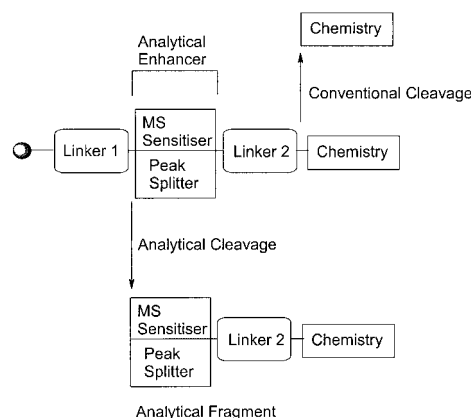 Chemistry
Analytical
Enhancer
Conventional Cleavage
Linker 1
MS
Sensitiser
Peak
Splitter
Linker 2
Chemistry
Analytical Cleavage
MS
Sensitiser
Peak
Splitter
Linker 2
Chemistry
Analytical Fragment